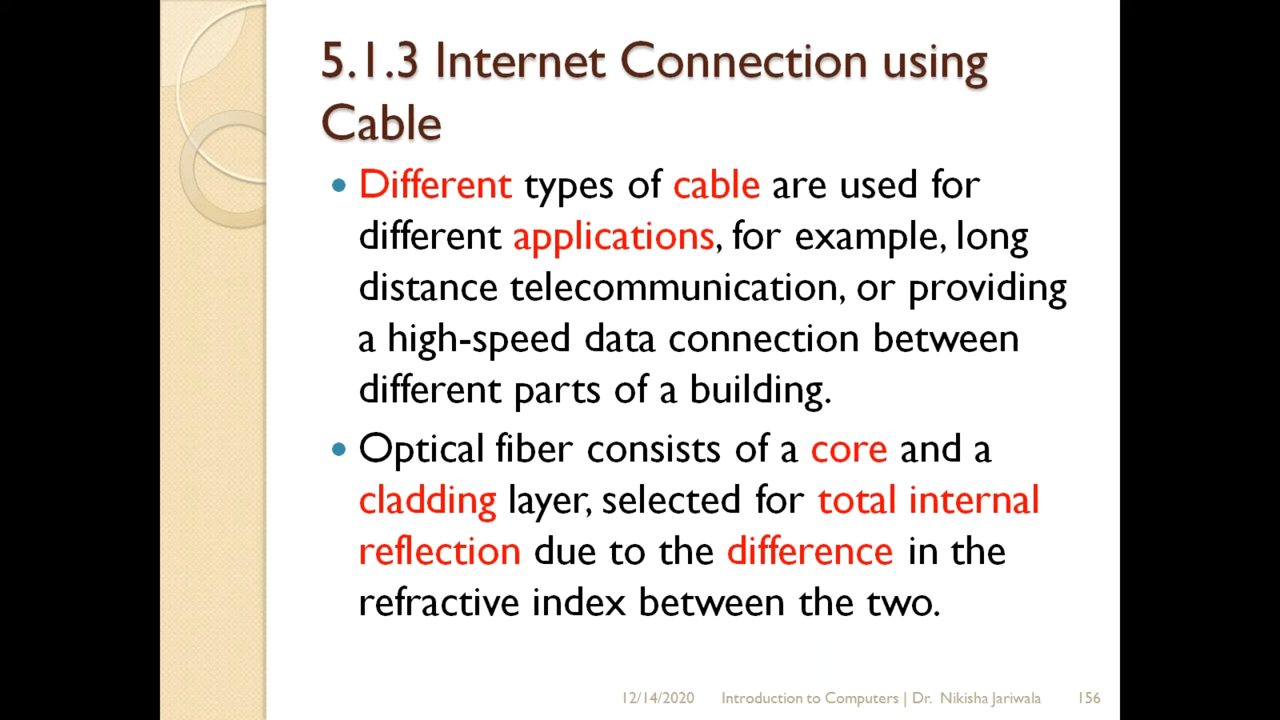 5.1.3 Internet Connection using
Cable
• Different types of cable are used for
different applications, for example, long
distance telecommunication, or providing
a high-speed data connection between
different parts of a building.
• Optical fiber consists of a core and a
cladding layer, selected for total internal
reflection due to the difference in the
refractive index between the two.
12/14/2020 Introduction to Computers | Dr. Nikisha Jariwala 156